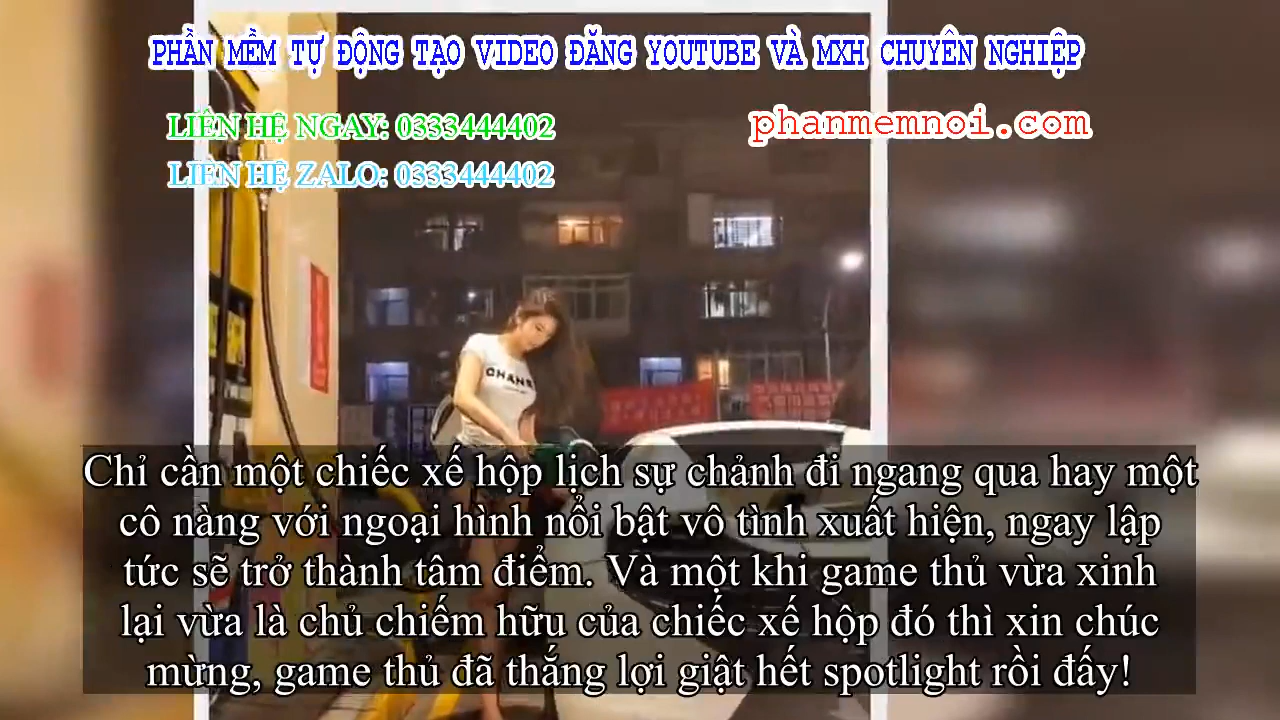 PHẦN MỀM TỰ ĐỘNG TẠO VIDEO ĐĂNG YOUTUBE VÀ MXH CHUYÊN NGHIỆP
LIÊN HỆ NGAY: 0333444402
phanmemnoi.com
LIÊN HỆ ZALO: 0333444402
CHANE
Chỉ cần một chiếc xế hộp lịch sự chảnh đi ngang qua hay một
cô nàng với ngoại hình nổi bật vô tình xuất hiện, ngay lập
tức sẽ trở thành tâm điểm. Và một khi game thủ vừa xinh
lại vừa là chủ chiếm hữu của chiếc xế hộp đó thì xin chúc
mừng, game thủ đã thắng lợi giật hết spotlight rồi đấy!